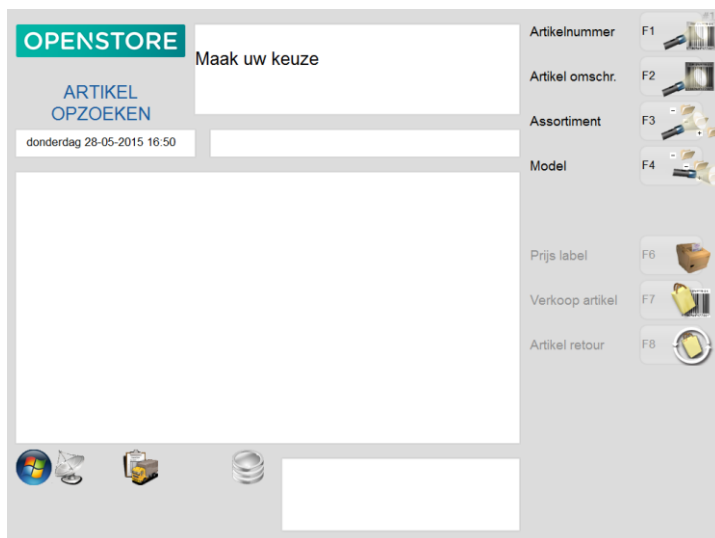 OPENSTORE
Maak uw keuze
ARTIKEL
OPZOEKEN
donderdag 28-05-2015 16:50
Artikelnummer F1
Artikel omschr. F2
Assortiment F3
Model F4
Prijs label F6
Verkoop artikel F7
Artikel retour F8